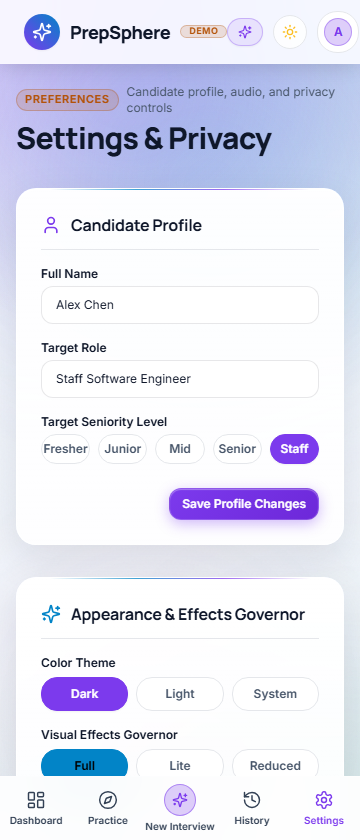 PrepSphere
DEMO
A
PREFERENCES
Candidate profile, audio, and privacy
controls
Settings & Privacy
Candidate Profile
Full Name
Alex Chen
Target Role
Staff Software Engineer
Target Seniority Level
Fresher Junior Mid Senior Staff
Save Profile Changes
Appearance & Effects Governor
Color Theme
Dark Light System
Visual Effects Governor
Full Lite Reduced
Dashboard Practice New Interview History Settings